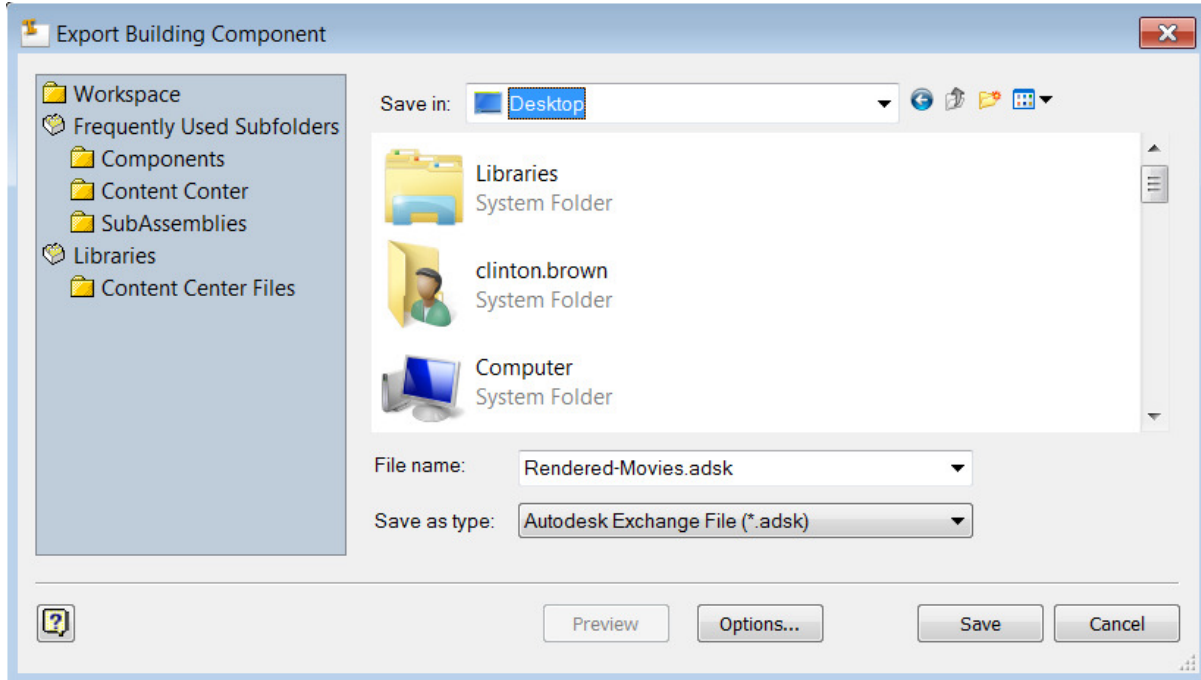 Export Building Component
Workspace
Frequently Used Subfolders
Components
Content Conter
SubAssemblies
Libraries
Content Center Files
Save in: Desktop
Libraries
System Folder
clinton.brown
System Folder
Computer
System Folder
File name: Rendered-Movies.adsk
Save as type: Autodesk Exchange File (*.adsk)
Preview Options... Save Cancel